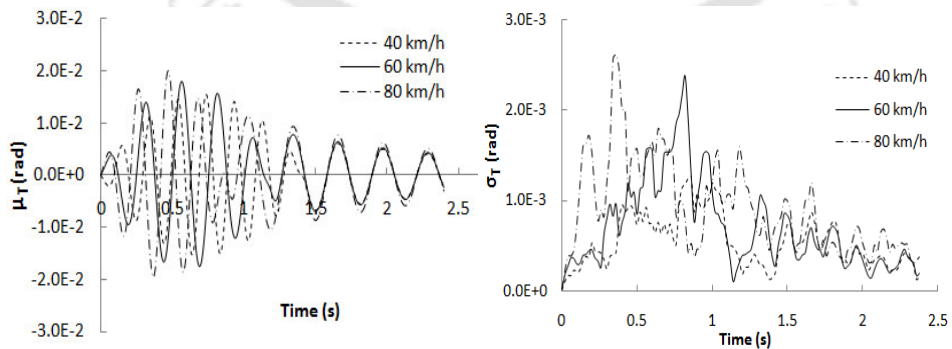 3.0E-2
2.0E-2
1.0E-2
0.0E+0
-1.0E-2
-2.0E-2
-3.0E-2
μT (rad)
0 0.5 1 1.5 2 2.5
Time (s)
40 km/h
60 km/h
80 km/h
3.0E-3
2.0E-3
1.0E-3
0.0E+0
σT (rad)
0 0.5 1 1.5 2 2.5
Time (s)
40 km/h
60 km/h
80 km/h